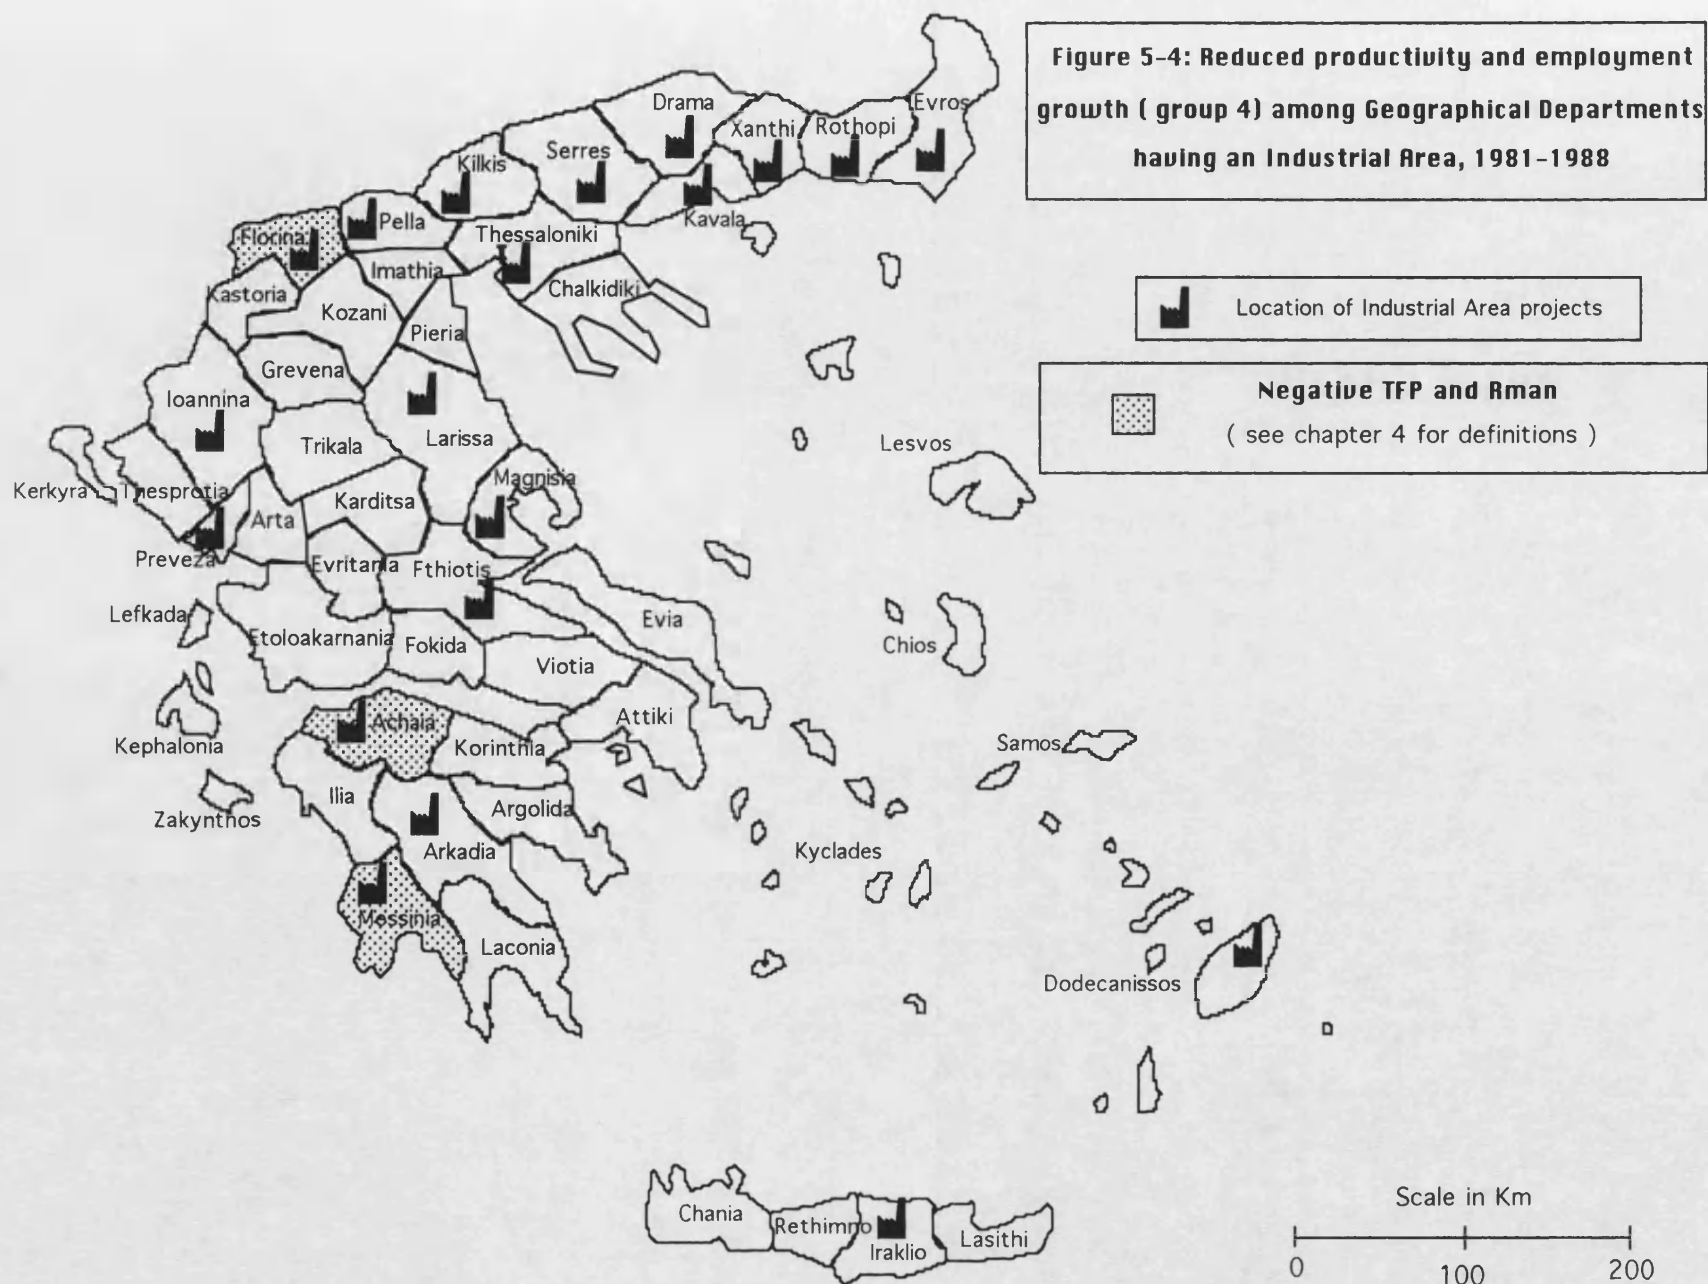 Figure 5-4: Reduced productivity and employment
growth ( group 4) among Geographical Departments
having an Industrial Area, 1981-1988
Location of Industrial Area projects
Negative TFP and Rman
( see chapter 4 for definitions )
Evros
Drama
Xanthi
Rothopi
Serres
Kilkis
Kavala
Pella
Thessaloniki
Florina
Imathia
Chalkidiki
Kastoria
Kozani
Pieria
Grevena
Ioannina
Larissa
Trikala
Lesvos
Magnisia
Kerkyra
Thesprotia
Karditsa
Arta
Preveza
Evritania
Fthiotis
Lefkada
Etoloakarnania
Fokida
Evia
Chios
Viotia
Achaia
Attiki
Kephalonia
Korinthia
Samos
Ilia
Argolida
Zakynthos
Arkadia
Kyclades
Messinia
Laconia
Dodecanissos
Chania
Rethimno
Iraklio
Lasithi
Scale in Km
0 100 200